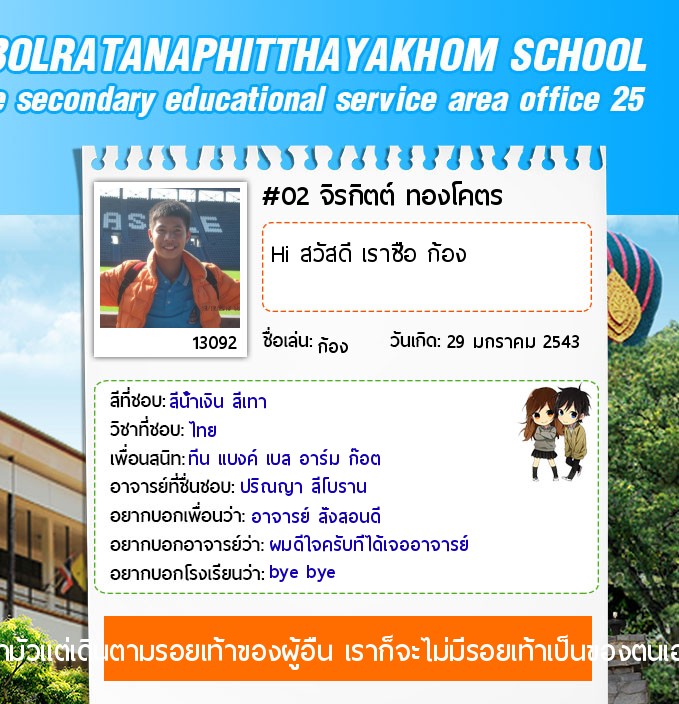 BOLRATANAPHITTHAYAKHOM SCHOOL
e secondary educational service area office 25
#02 จิรกิตต์ ทองโคตร
Hi สวัสดี เราชื่อ ก้อง
13092
ชื่อเล่น: ก้อง วันเกิด: 29 มกราคม 2543
สีที่ชอบ: สีน้ำเงิน สีเทา
วิชาที่ชอบ: ไทย
เพื่อนสนิท: ทีน แบงค์ เบส อาร์ม ก๊อต
อาจารย์ที่ชื่นชอบ: ปริณญา สีโบราน
อยากบอกเพื่อนว่า: อาจารย์ สั่งสอนดี
อยากบอกอาจารย์ว่า: ผมดีใจครับที่ได้เจออาจารย์
อยากบอกโรงเรียนว่า: bye bye
ามัวแต่เดินตามรอยเท้าของผู้อื่น เราก็จะไม่มีรอยเท้าเป็นของตนเอ